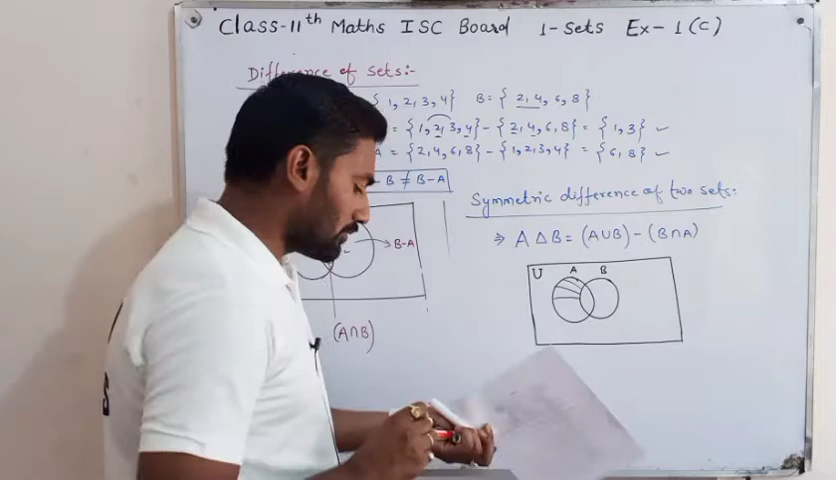 Class-11th Maths ISC Board 1-Sets Ex-1(C)
Difference of sets:-
{ 1, 2, 3, 4} B= { 2, 4, 6, 8}
= {1, 2, 3, 4} - {2, 4, 6, 8} = {1, 3}
A = {2, 4, 6, 8} - {1, 2, 3, 4} = {6, 8}
- B ≠ B-A
B-A
(A∩B)
Symmetric difference of two sets:
⇒ A Δ B = (A∪B) - (B∩A)
U A B